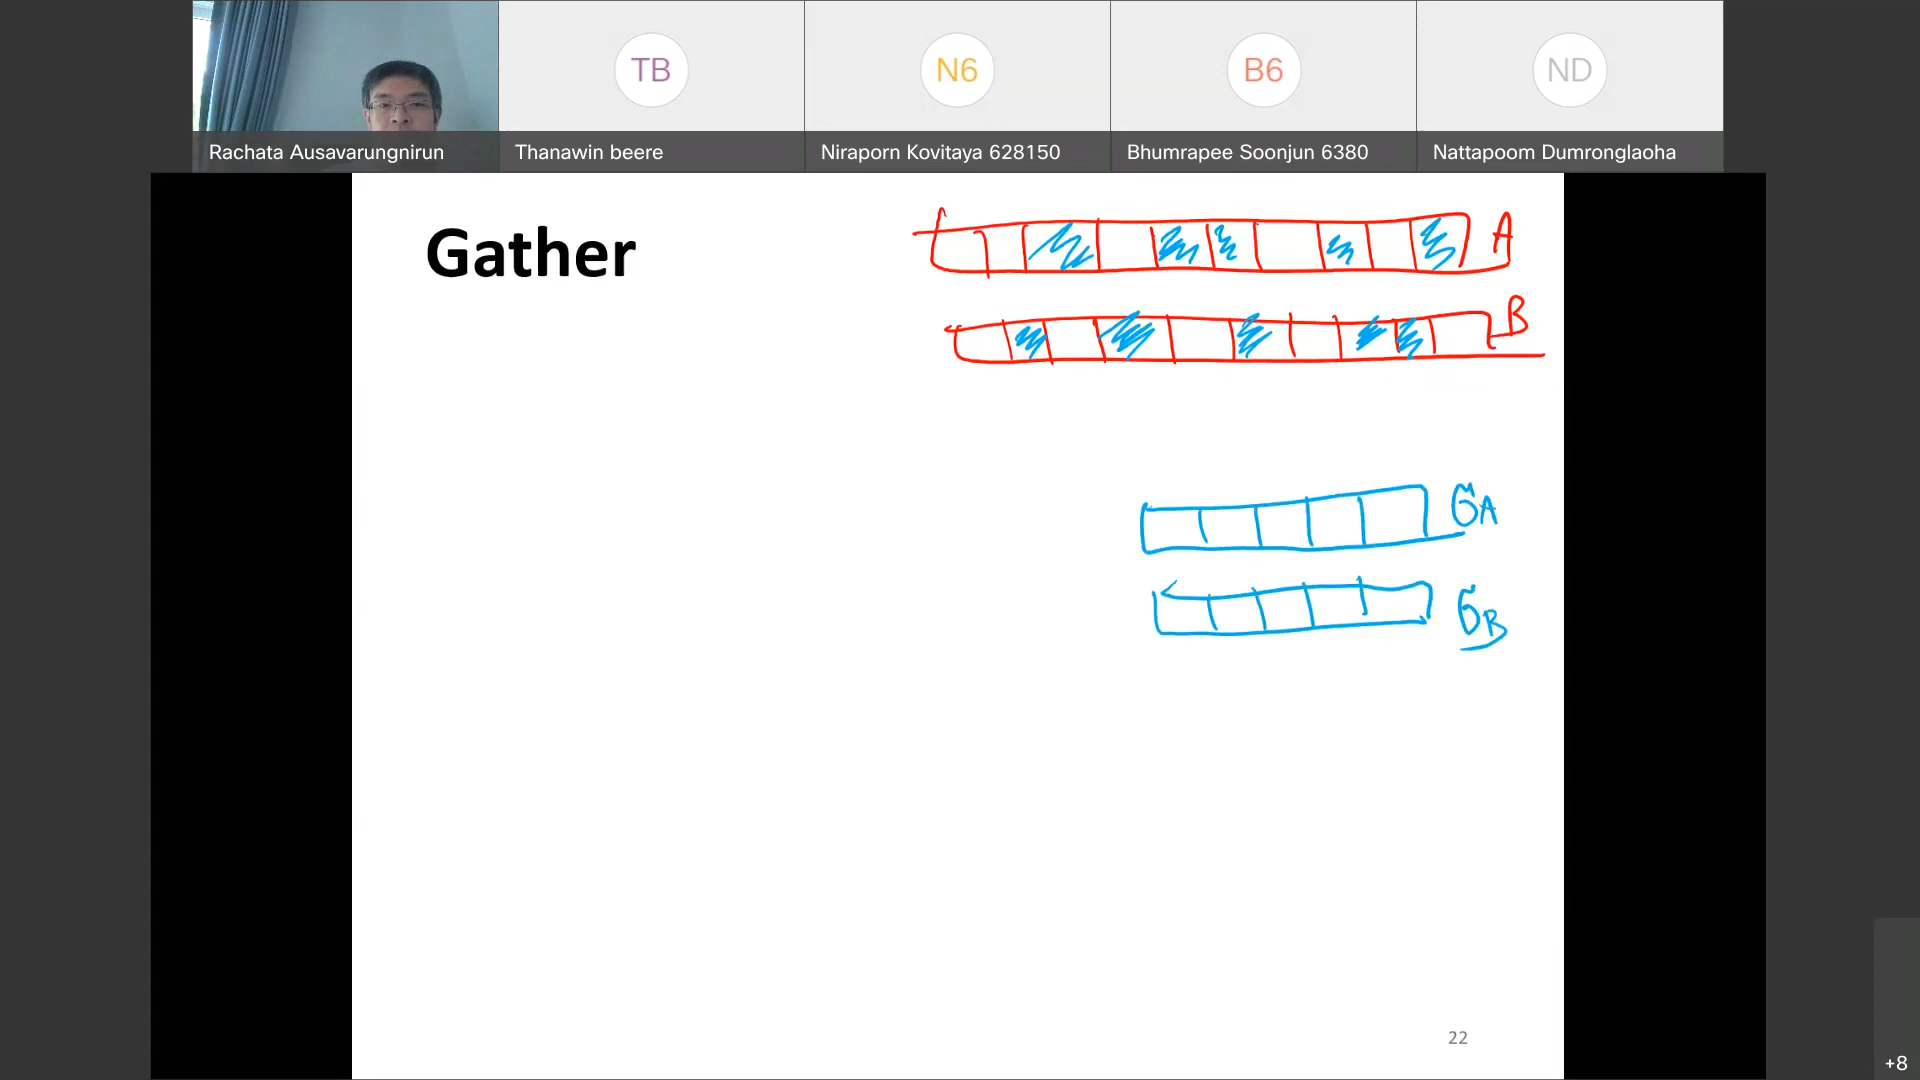 TB
N6
B6
ND
Rachata Ausavarungnirun
Thanawin beere
Niraporn Kovitaya 628150
Bhumrapee Soonjun 6380
Nattapoom Dumronglaoha
Gather
A
B
GA
GB
22
+8